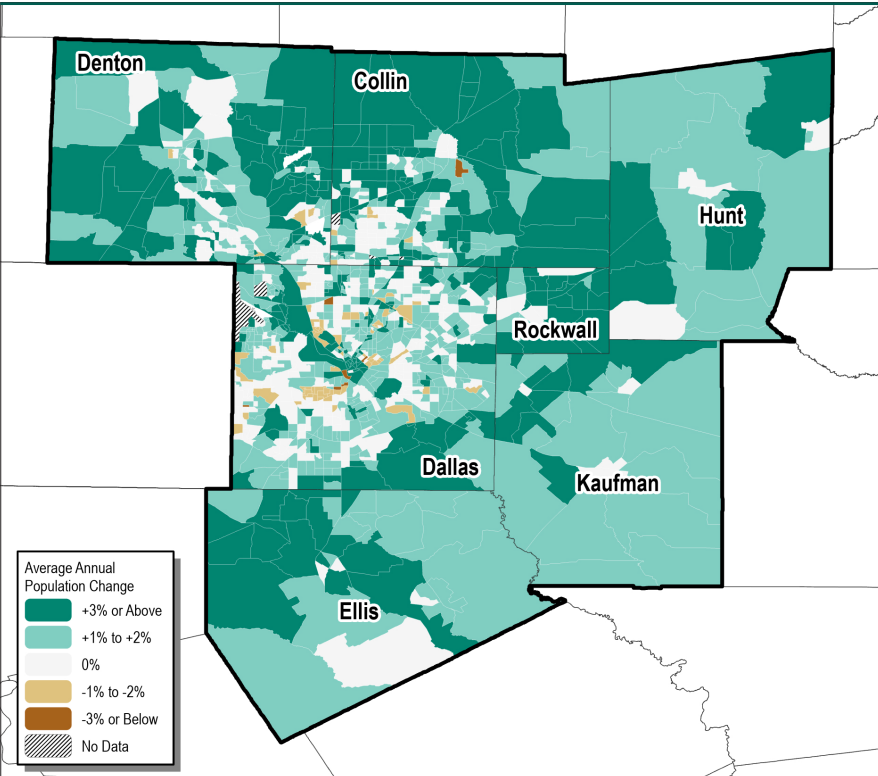 Denton
Collin
Hunt
Rockwall
Dallas
Kaufman
Ellis
Average Annual
Population Change
+3% or Above
+1% to +2%
0%
-1% to -2%
-3% or Below
No Data